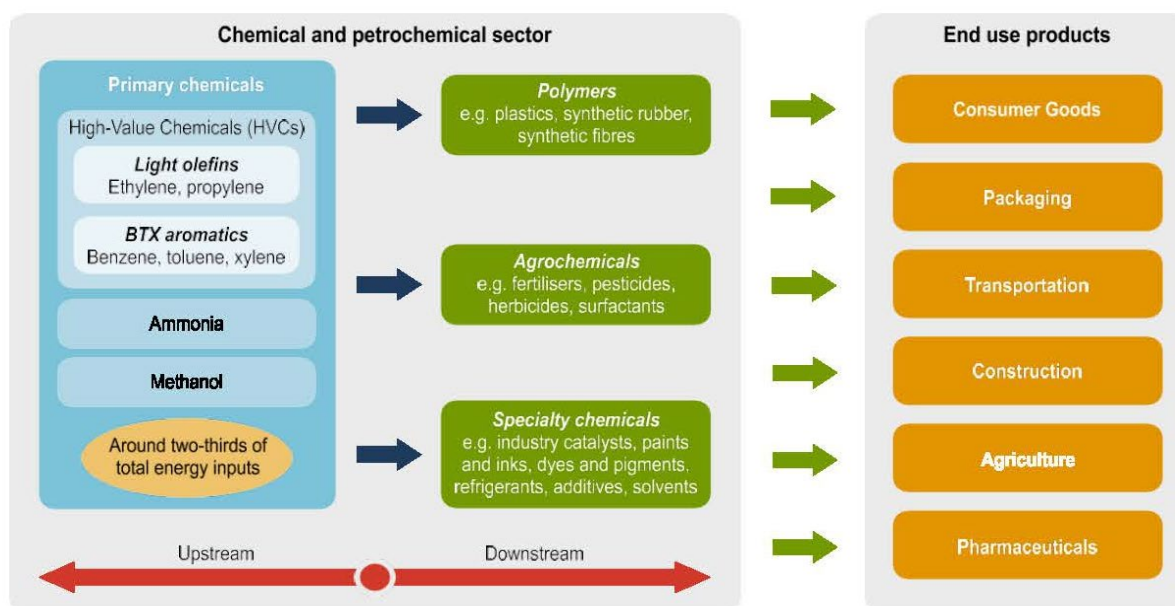 Chemical and petrochemical sector
Primary chemicals
High-Value Chemicals (HVCs)
Light olefins
Ethylene, propylene
BTX aromatics
Benzene, toluene, xylene
Ammonia
Methanol
Around two-thirds of
total energy inputs
Polymers
e.g. plastics, synthetic rubber,
synthetic fibres
Agrochemicals
e.g. fertilisers, pesticides,
herbicides, surfactants
Specialty chemicals
e.g. industry catalysts, paints
and inks, dyes and pigments,
refrigerants, additives, solvents
Upstream
Downstream
End use products
Consumer Goods
Packaging
Transportation
Construction
Agriculture
Pharmaceuticals